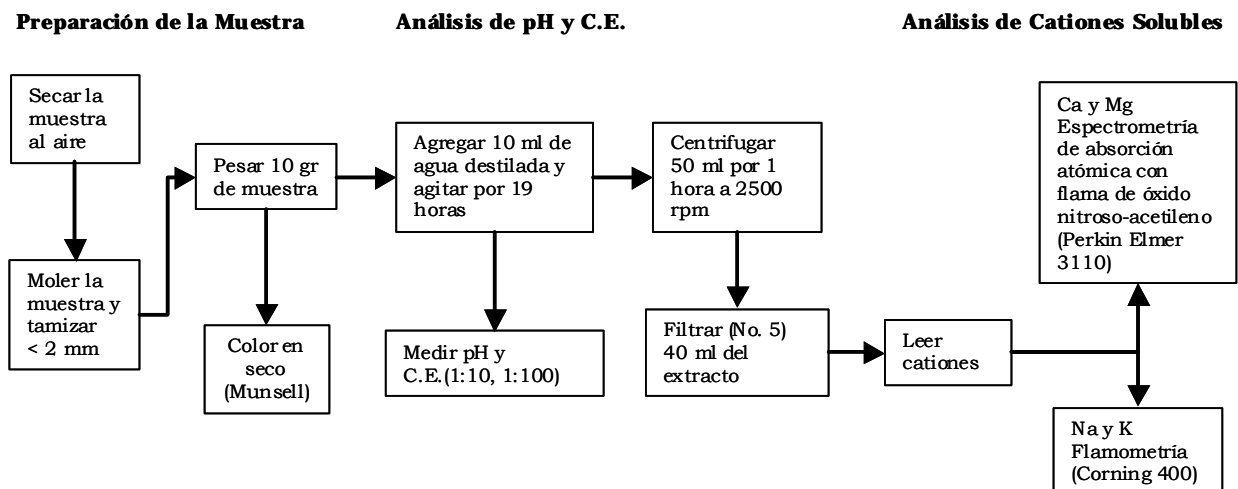 Preparación de la Muestra
Análisis de pH y C.E.
Análisis de Cationes Solubles
Secar la
muestra
al aire
Moler la
muestra y
tamizar
< 2 mm
Pesar 10 gr
de muestra
Color en
seco
(Munsell)
Agregar 10 ml de
agua destilada y
agitar por 19
horas
Medir pH y
C.E.(1:10, 1:100)
Centrifugar
50 ml por 1
hora a 2500
rpm
Filtrar (No. 5)
40 ml del
extracto
Leer
cationes
Ca y Mg
Espectrometría
de absorción
atómica con
flama de óxido
nitroso-acetileno
(Perkin Elmer
3110)
Na y K
Flamometría
(Corning 400)